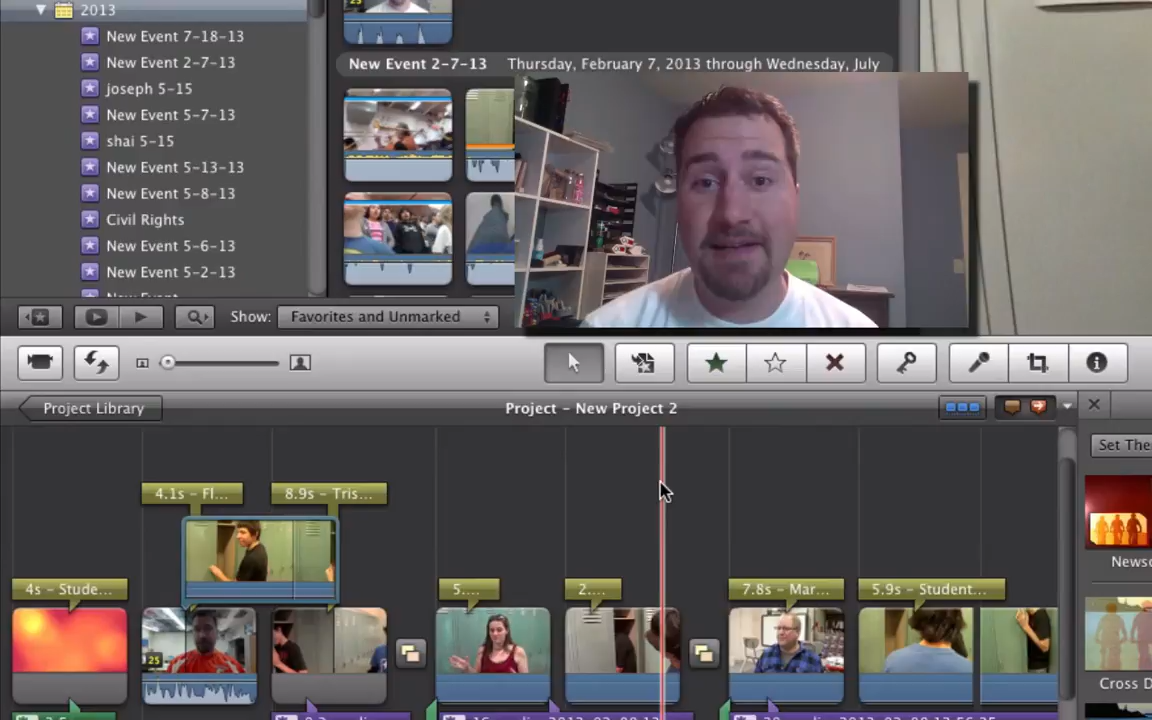 2013
New Event 7-18-13
New Event 2-7-13
joseph 5-15
New Event 5-7-13
shai 5-15
New Event 5-13-13
New Event 5-8-13
Civil Rights
New Event 5-6-13
New Event 5-2-13
New Event 2-7-13 Thursday, February 7, 2013 through Wednesday, July
Show: Favorites and Unmarked
Project Library
Project - New Project 2
Set The
4.1s - Fl...
8.9s - Tris...
4s - Stude...
5....
2....
7.8s - Mar...
5.9s - Student...
25
Newsc
Cross D